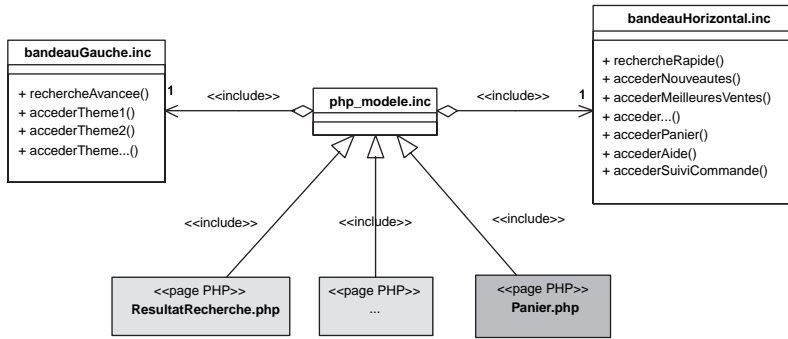 bandeauGauche.inc
+ rechercheAvancee()
+ accederTheme1()
+ accederTheme2()
+ accederTheme...()
1
<<include>>
php_modele.inc
<<include>>
1
bandeauHorizontal.inc
+ rechercheRapide()
+ accederNouveautes()
+ accederMeilleuresVentes()
+ acceder...()
+ accederPanier()
+ accederAide()
+ accederSuiviCommande()
<<include>>
<<include>>
<<include>>
<<page PHP>>
ResultatRecherche.php
<<page PHP>>
...
<<page PHP>>
Panier.php